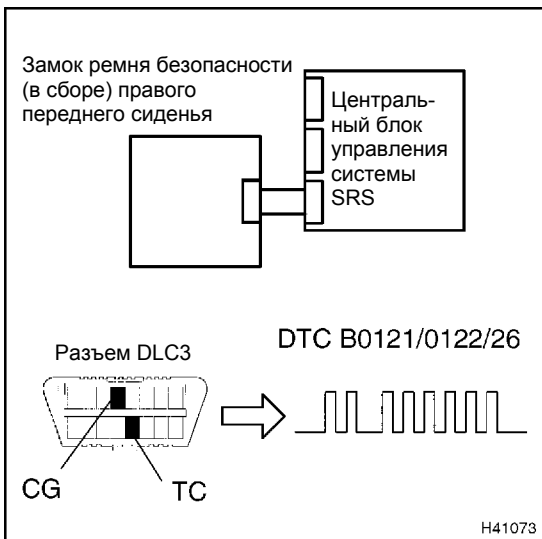 Замок ремня безопасности
(в сборе) правого
переднего сиденья
Централь-
ный блок
управления
системы
SRS
Разъем DLC3
DTC B0121/0122/26
CG
TC
H41073